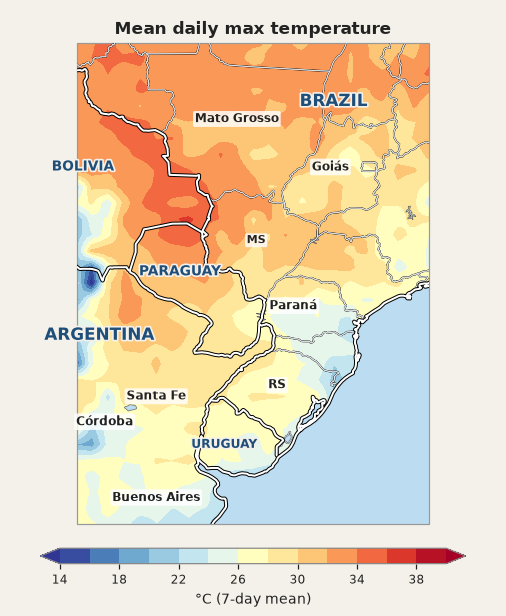 Mean daily max temperature
BRAZIL
Mato Grosso
BOLIVIA
Goiás
MS
PARAGUAY
Paraná
ARGENTINA
RS
Santa Fe
Córdoba
URUGUAY
Buenos Aires
14 18 22 26 30 34 38
°C (7-day mean)